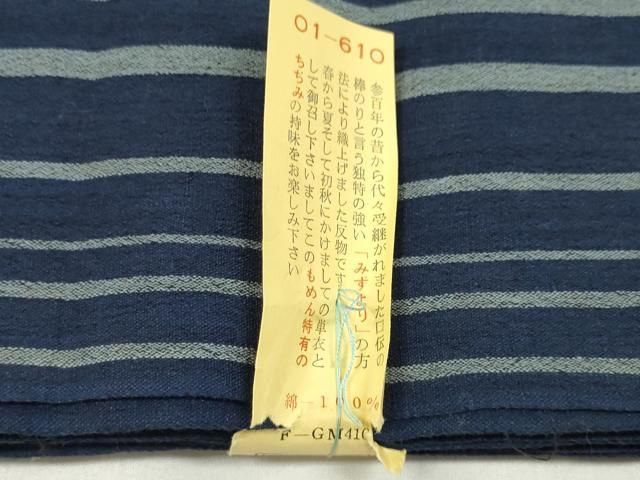 01-610
参百年の昔から代々受継がれました口伝の
棒のりと言う独特の強い「みずより」の方
法により織上げました反物です
春から夏そして初秋にかけましての単衣と
して御召し下さいましてこのもめん特有の
ちぢみの持味をお楽しみ下さい
綿—100%
F—GM410